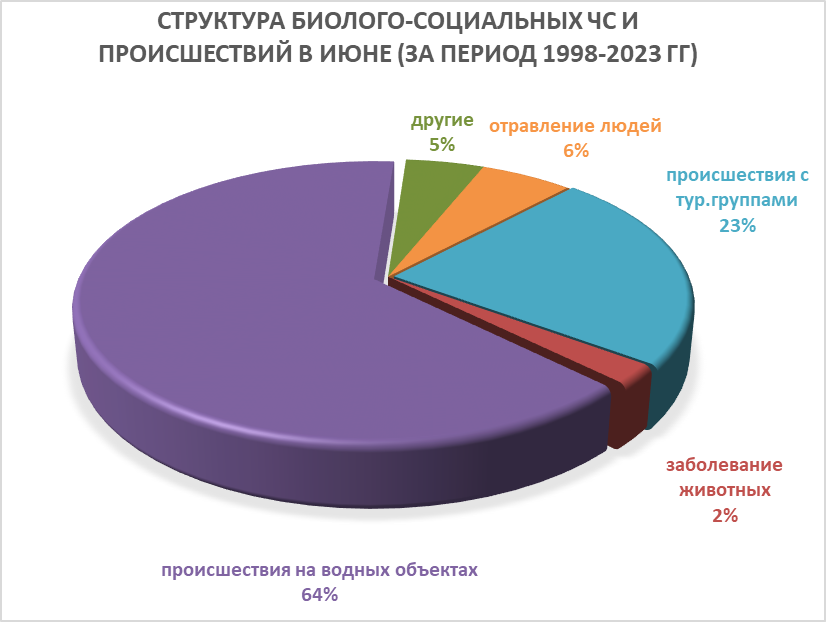 СТРУКТУРА БИОЛОГО-СОЦИАЛЬНЫХ ЧС И
ПРОИСШЕСТВИЙ В ИЮНЕ (ЗА ПЕРИОД 1998-2023 ГГ)
другие
5%
отравление людей
6%
происшествия с
тур.группами
23%
заболевание
животных
2%
происшествия на водных объектах
64%